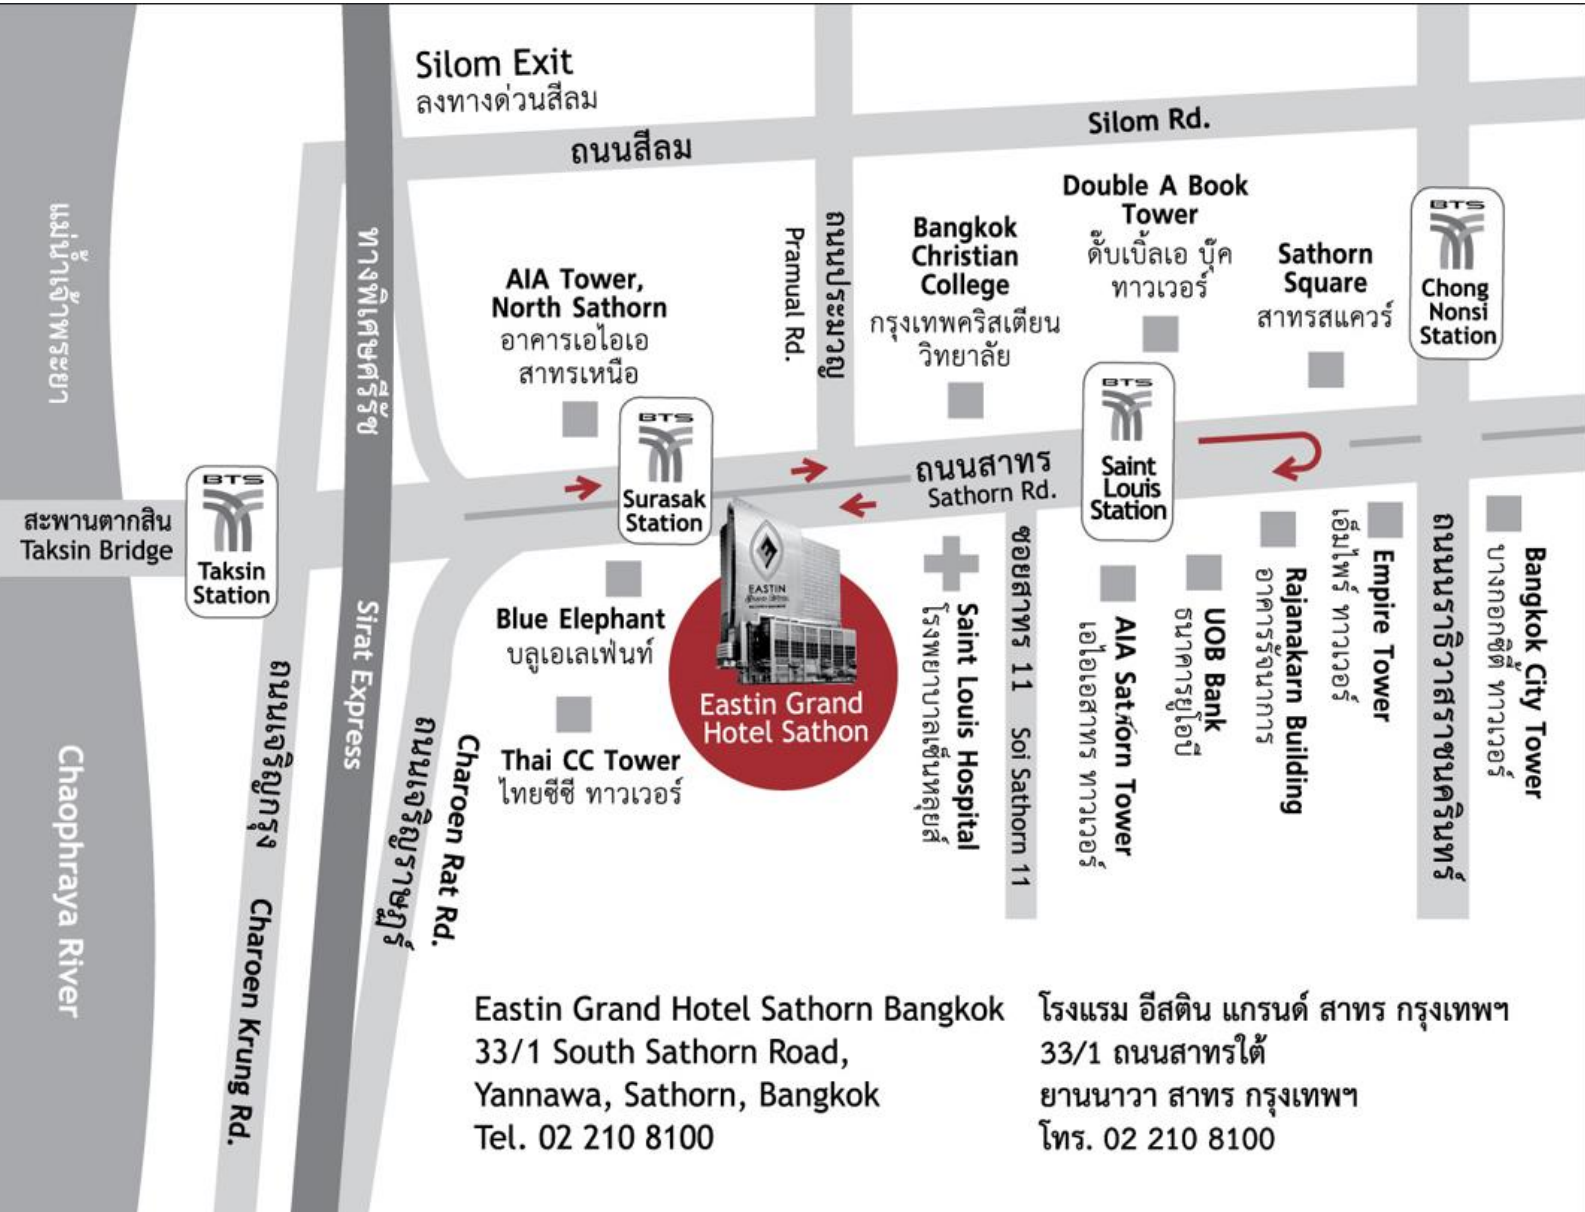 Silom Exit
ลงทางด่วนสีลม
ถนนสีลม
Silom Rd.
แม่น้ำเจ้าพระยา
Chaophraya River
ทางพิเศษศรีรัช
Sirat Express
AIA Tower,
North Sathorn
อาคารเอไอเอ
สาทรเหนือ
Pramual Rd.
ถนนประมวญ
Bangkok
Christian
College
กรุงเทพคริสเตียน
วิทยาลัย
Double A Book
Tower
ดั๊บเบิ้ลเอ บุ๊ค
ทาวเวอร์
Sathorn
Square
สาทรสแควร์
BTS
Chong
Nonsi
Station
BTS
Saint
Louis
Station
BTS
Surasak
Station
BTS
Taksin
Station
สะพานตากสิน
Taksin Bridge
ถนนสาทร
Sathorn Rd.
EASTIN
Eastin Grand
Hotel Sathon
Blue Elephant
บลูเอเลเฟ่นท์
Thai CC Tower
ไทยซีซี ทาวเวอร์
Saint Louis Hospital
โรงพยาบาลเซ็นหลุยส์
ซอยสาทร 11
Soi Sathorn 11
AIA Sathorn Tower
เอไอเอสาทร ทาวเวอร์
UOB Bank
ธนาคารยูโอบี
Rajanakarn Building
อาคารรัจนาการ
Empire Tower
เอ็มไพร์ ทาวเวอร์
ถนนนราธิวาสราชนครินทร์
Bangkok City Tower
บางกอกซิตี้ ทาวเวอร์
ถนนเจริญกรุง
Charoen Krung Rd.
ถนนเจริญราษฎร์
Charoen Rat Rd.
Eastin Grand Hotel Sathorn Bangkok
33/1 South Sathorn Road,
Yannawa, Sathorn, Bangkok
Tel. 02 210 8100
โรงแรม อีสติน แกรนด์ สาทร กรุงเทพฯ
33/1 ถนนสาทรใต้
ยานนาวา สาทร กรุงเทพฯ
โทร. 02 210 8100